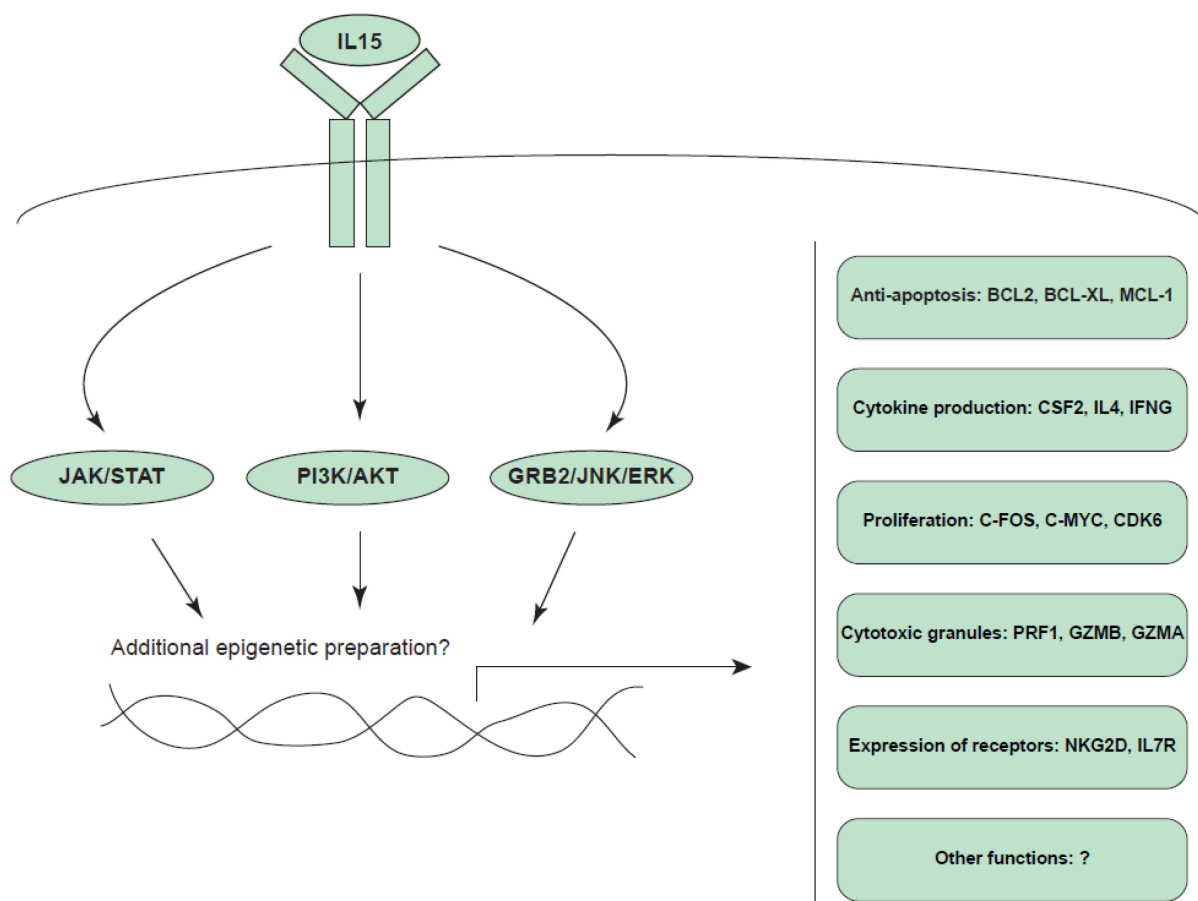 IL15
JAK/STAT
PI3K/AKT
GRB2/JNK/ERK
Additional epigenetic preparation?
Anti-apoptosis: BCL2, BCL-XL, MCL-1
Cytokine production: CSF2, IL4, IFNG
Proliferation: C-FOS, C-MYC, CDK6
Cytotoxic granules: PRF1, GZMB, GZMA
Expression of receptors: NKG2D, IL7R
Other functions: ?